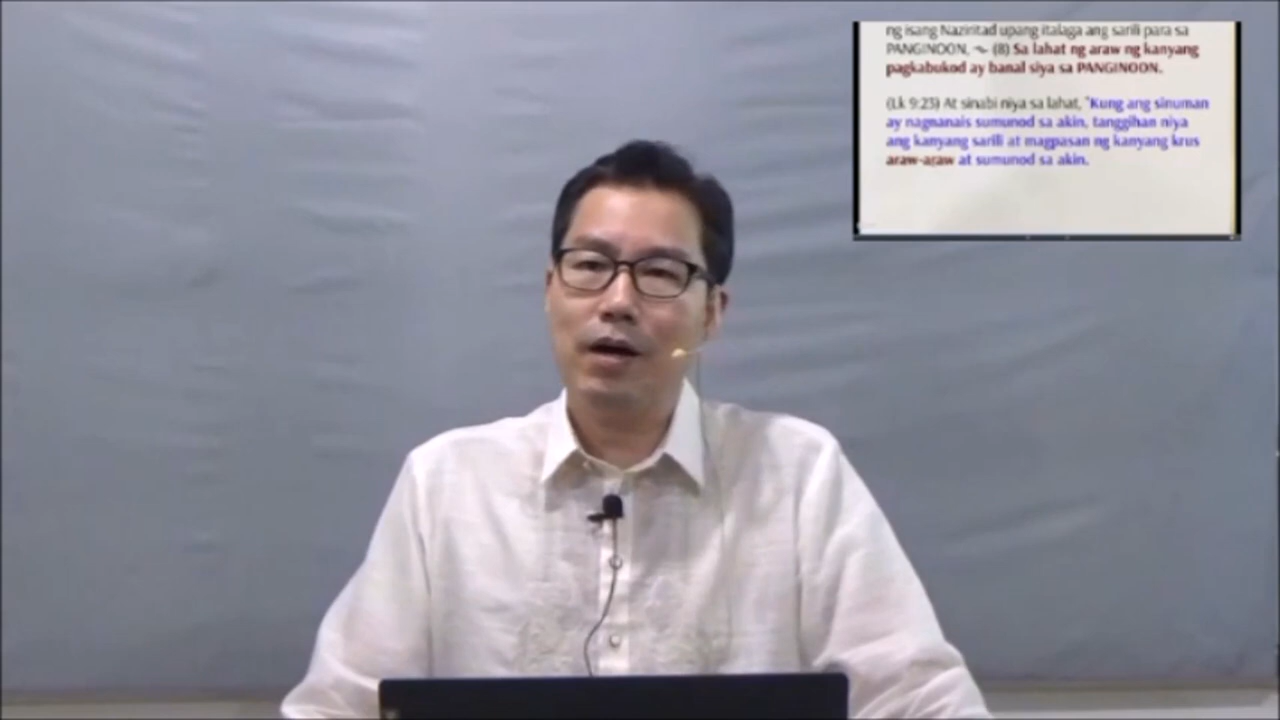 ng isang Naziritad upang italaga ang sarili para sa
PANGINOON, ~ (8) Sa lahat ng araw ng kanyang
pagkabukod ay banal siya sa PANGINOON.
(Lk 9:23) At sinabi niya sa lahat, "Kung ang sinuman
ay nagnanais sumunod sa akin, tanggihan niya
ang kanyang sarili at magpasan ng kanyang krus
araw-araw at sumunod sa akin.